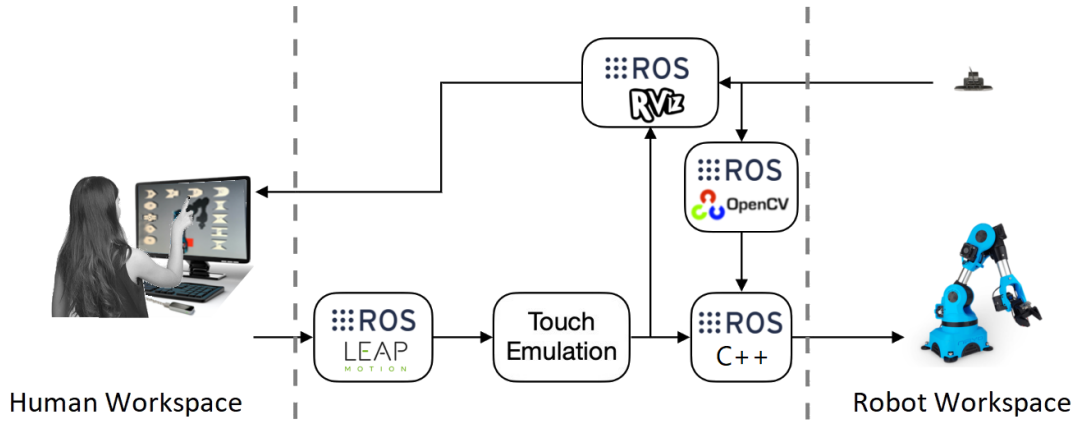 ROS
RViz
ROS
OpenCV
ROS
LEAP
MOTION
Touch
Emulation
ROS
C++
Human Workspace
Robot Workspace